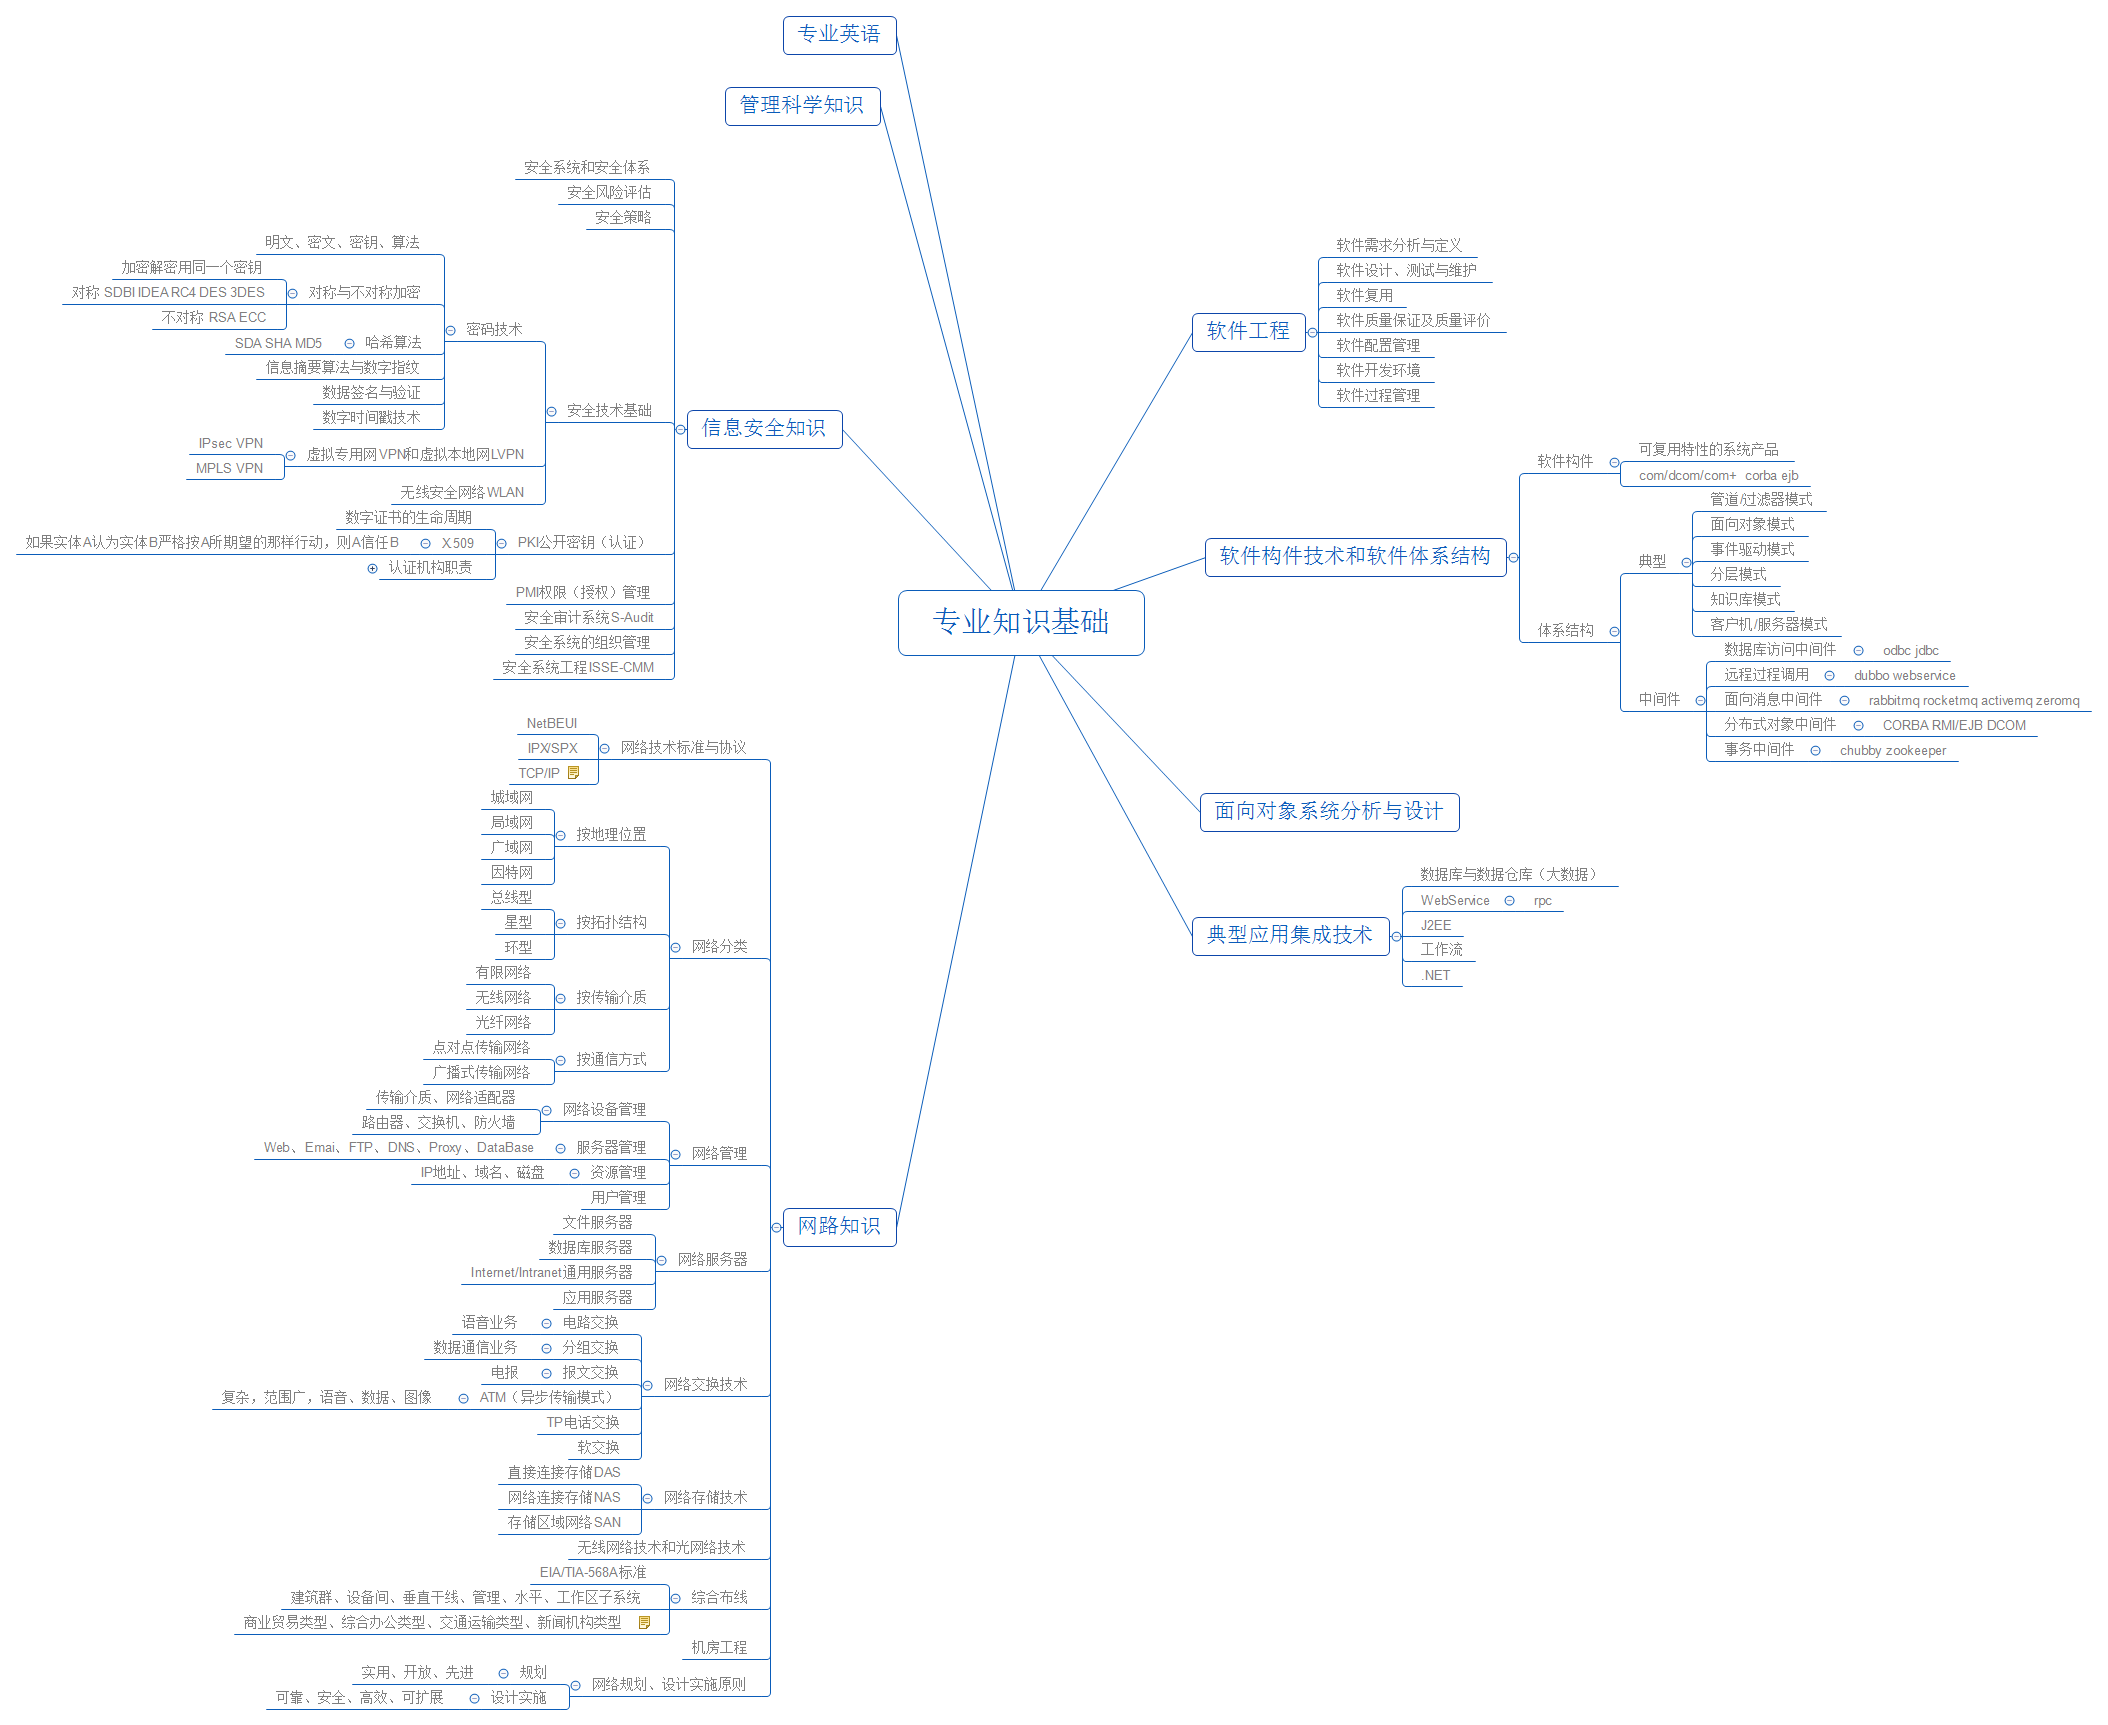 专业知识基础
专业英语
管理科学知识
信息安全知识
安全系统和安全体系
安全风险评估
安全策略
安全技术基础
密码技术
明文、密文、密钥、算法
对称与不对称加密
加密解密用同一个密钥
对称 SDBI IDEA RC4 DES 3DES
不对称 RSA ECC
哈希算法
SDA SHA MD5
信息摘要算法与数字指纹
数据签名与验证
数字时间戳技术
虚拟专用网VPN和虚拟本地网LVPN
IPsec VPN
MPLS VPN
无线安全网络WLAN
PKI公开密钥（认证）
数字证书的生命周期
X.509
如果实体A认为实体B严格按A所期望的那样行动，则A信任B
认证机构职责
PMI权限（授权）管理
安全审计系统S-Audit
安全系统的组织管理
安全系统工程ISSE-CMM
网路知识
网络技术标准与协议
NetBEUI
IPX/SPX
TCP/IP
网络分类
按地理位置
城域网
局域网
广域网
因特网
按拓扑结构
总线型
星型
环型
按传输介质
有限网络
无线网络
光纤网络
按通信方式
点对点传输网络
广播式传输网络
网络管理
网络设备管理
传输介质、网络适配器
路由器、交换机、防火墙
服务器管理
Web、Emai、FTP、DNS、Proxy、DataBase
资源管理
IP地址、域名、磁盘
用户管理
网络服务器
文件服务器
数据库服务器
Internet/Intranet通用服务器
应用服务器
网络交换技术
电路交换
语音业务
分组交换
数据通信业务
报文交换
电报
ATM（异步传输模式）
复杂，范围广，语音、数据、图像
TP电话交换
软交换
网络存储技术
直接连接存储DAS
网络连接存储NAS
存储区域网络SAN
无线网络技术和光网络技术
综合布线
EIA/TIA-568A标准
建筑群、设备间、垂直干线、管理、水平、工作区子系统
商业贸易类型、综合办公类型、交通运输类型、新闻机构类型
机房工程
网络规划、设计实施原则
规划
实用、开放、先进
设计实施
可靠、安全、高效、可扩展
软件工程
软件需求分析与定义
软件设计、测试与维护
软件复用
软件质量保证及质量评价
软件配置管理
软件开发环境
软件过程管理
软件构件技术和软件体系结构
软件构件
可复用特性的系统产品
com/dcom/com+ corba ejb
体系结构
典型
管道/过滤器模式
面向对象模式
事件驱动模式
分层模式
知识库模式
客户机/服务器模式
中间件
数据库访问中间件
odbc jdbc
远程过程调用
dubbo webservice
面向消息中间件
rabbitmq rocketmq activemq zeromq
分布式对象中间件
CORBA RMI/EJB DCOM
事务中间件
chubby zookeeper
面向对象系统分析与设计
典型应用集成技术
数据库与数据仓库（大数据）
WebService
rpc
J2EE
工作流
.NET